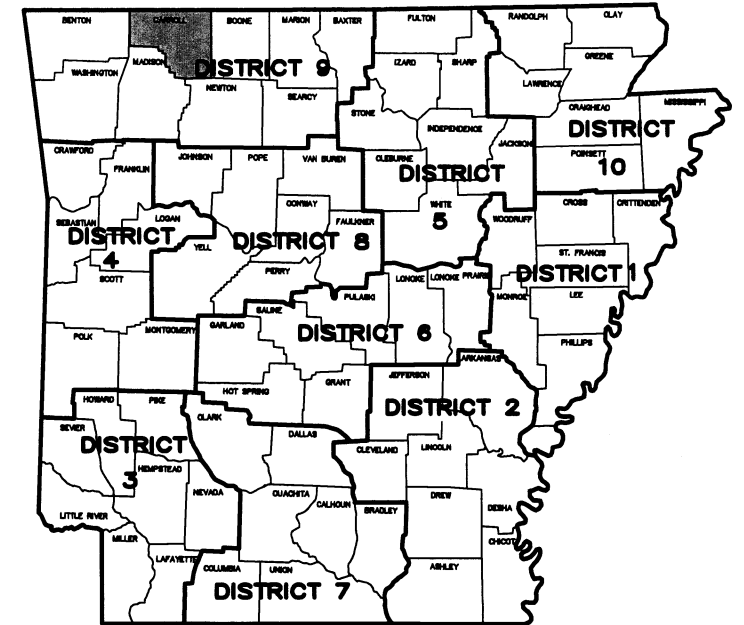 BENTON
CARROLL
BOONE
MARION
BAXTER
FULTON
RANDOLPH
CLAY
WASHINGTON
MADISON
DISTRICT 9
NEWTON
SEARCY
IZARD
SHARP
LAWRENCE
GREENE
STONE
INDEPENDENCE
JACKSON
CRAIGHEAD
MISSISSIPPI
DISTRICT
10
POINSETT
CRAWFORD
FRANKLIN
JOHNSON
POPE
VAN BUREN
CLEBURNE
DISTRICT
5
WHITE
WOODRUFF
CROSS
CRITTENDEN
SEBASTIAN
LOGAN
DISTRICT
4
SCOTT
YELL
CONWAY
FAULKNER
DISTRICT 8
PERRY
ST. FRANCIS
DISTRICT 1
LEE
MONROE
PHILLIPS
POLK
MONTGOMERY
GARLAND
SALINE
PULASKI
LONOKE
LONOKE
PRAIRI
DISTRICT 6
HOT SPRING
GRANT
JEFFERSON
ARKANSAS
DISTRICT 2
HOWARD
PIKE
CLARK
DALLAS
CLEVELAND
LINCOLN
SEVIER
DISTRICT
3
HEMPSTEAD
NEVADA
OUACHITA
CALHOUN
BRADLEY
DREW
DESHA
LITTLE RIVER
MILLER
LAFAYETTE
COLUMBIA
UNION
DISTRICT 7
ASHLEY
CHICOT